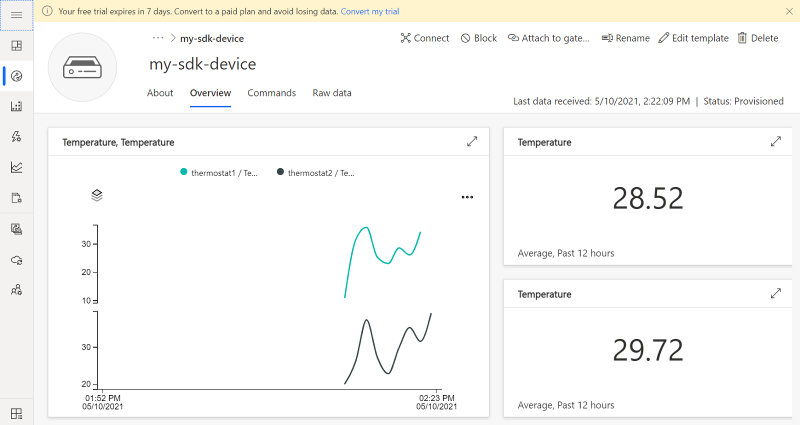 Your free trial expires in 7 days. Convert to a paid plan and avoid losing data. Convert my trial
··· > my-sdk-device
Connect Block Attach to gate... Rename Edit template Delete
my-sdk-device
About Overview Commands Raw data
Last data received: 5/10/2021, 2:22:09 PM | Status: Provisioned
Temperature, Temperature
thermostat1 / Te... thermostat2 / Te...
30
20
10
30
20
01:52 PM
05/10/2021
02:23 PM
05/10/2021
Temperature
28.52
Average, Past 12 hours
Temperature
29.72
Average, Past 12 hours